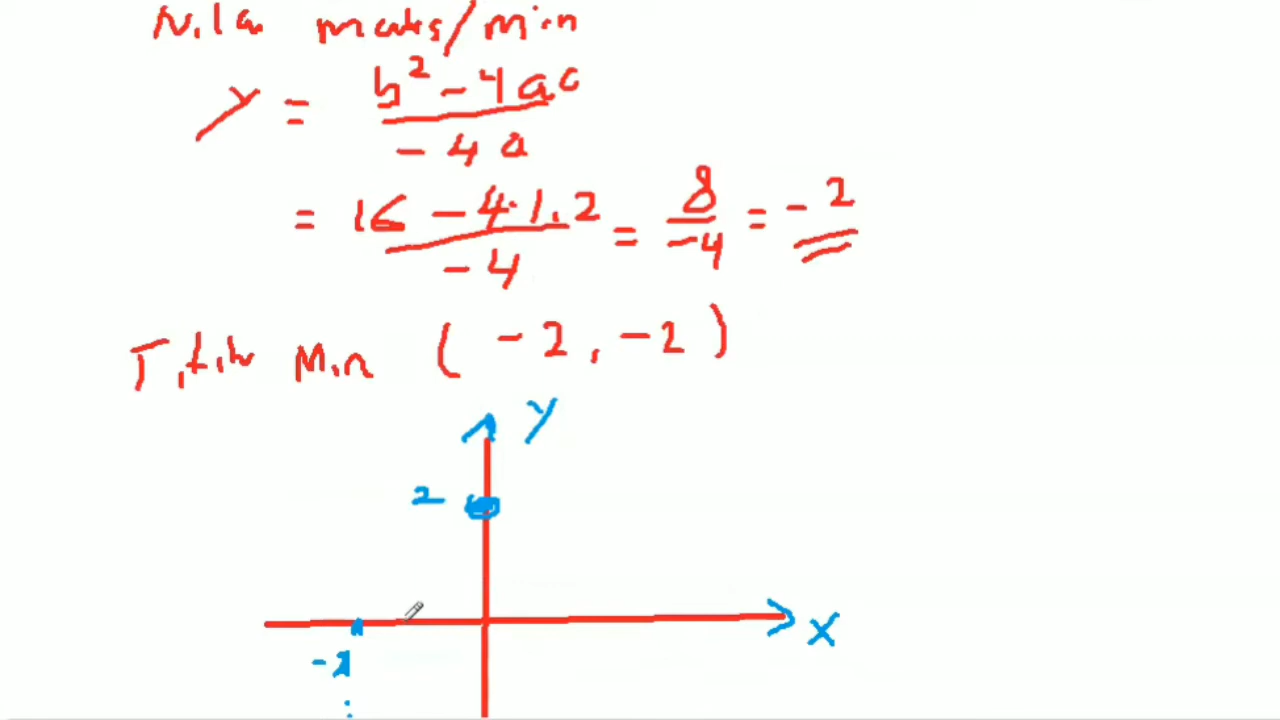 Nilai maks/min
y = b² - 4ac / -4a
= 16 - 4.1.2 / -4 = 8 / -4 = -2
Titik Min (-2, -2)
y
2
x
-2